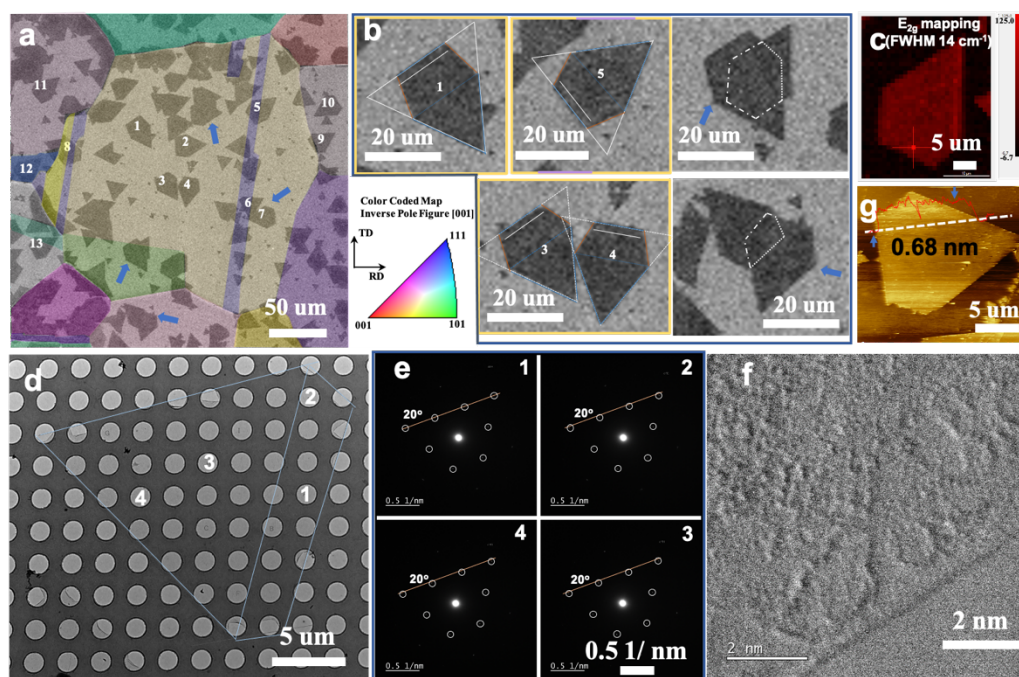 a
11
10
1
5
2
9
8
12
3
4
6
7
13
50 um
b
1
20 um
5
20 um
20 um
Color Coded Map
Inverse Pole Figure [001]
TD
RD
111
001
101
3
4
20 um
20 um
E2g mapping
C(FWHM 14 cm-1)
125.0
-6.7
5 um
g
0.68 nm
5 um
d
2
3
4
1
5 um
e
1
20°
0.5 1/nm
2
20°
0.5 1/nm
4
20°
0.5 1/nm
3
20°
0.5 1/nm
0.5 1/ nm
f
2 nm
2 nm